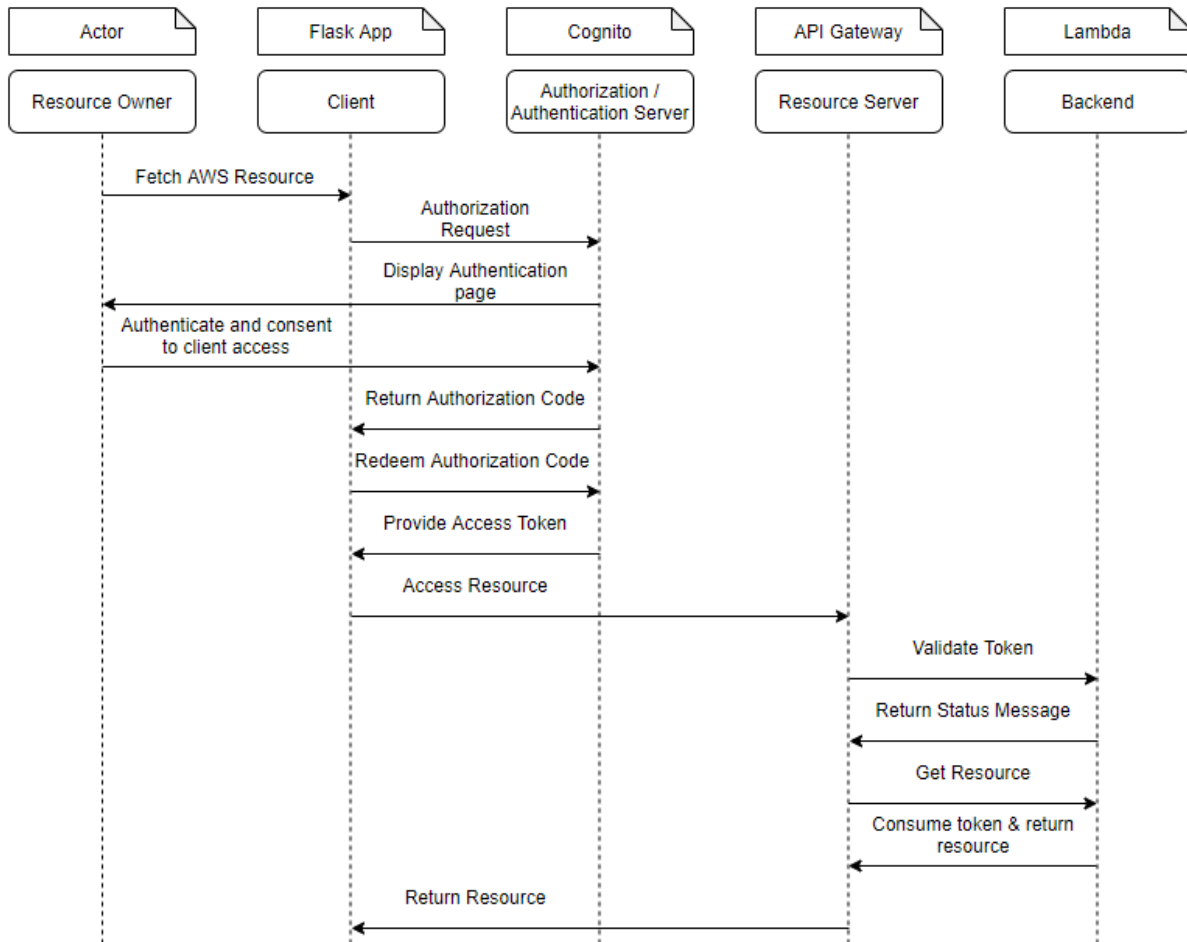 Actor
Flask App
Cognito
API Gateway
Lambda
Resource Owner
Client
Authorization /
Authentication Server
Resource Server
Backend
Fetch AWS Resource
Authorization
Request
Display Authentication
page
Authenticate and consent
to client access
Return Authorization Code
Redeem Authorization Code
Provide Access Token
Access Resource
Validate Token
Return Status Message
Get Resource
Consume token & return
resource
Return Resource